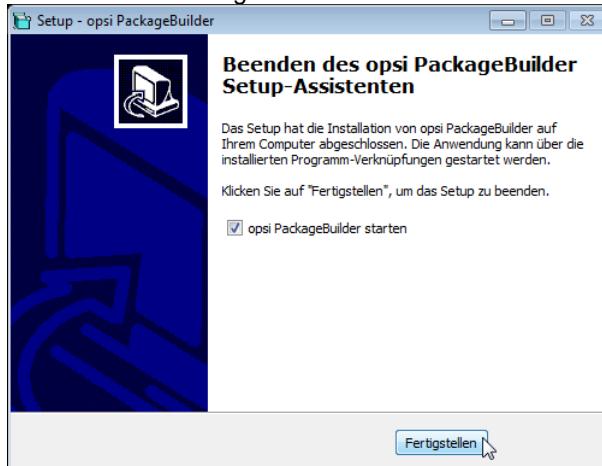 Setup - opsi PackageBuilder
Beenden des opsi PackageBuilder
Setup-Assistenten
Das Setup hat die Installation von opsi PackageBuilder auf
Ihrem Computer abgeschlossen. Die Anwendung kann über die
installierten Programm-Verknüpfungen gestartet werden.
Klicken Sie auf "Fertigstellen", um das Setup zu beenden.
opsi PackageBuilder starten
Fertigstellen